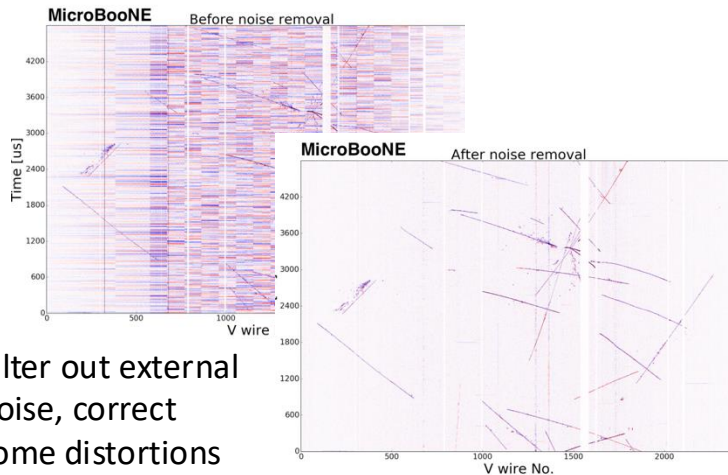 MicroBooNE
Before noise removal
4200
3600
3000
2400
1800
1200
600
0
Time [us]
0 500 1000
V wire
MicroBooNE
After noise removal
4200
3600
3000
2400
1800
1200
600
0
0 500 1000 1500 2000
V wire No.
lter out external
oise, correct
ome distortions